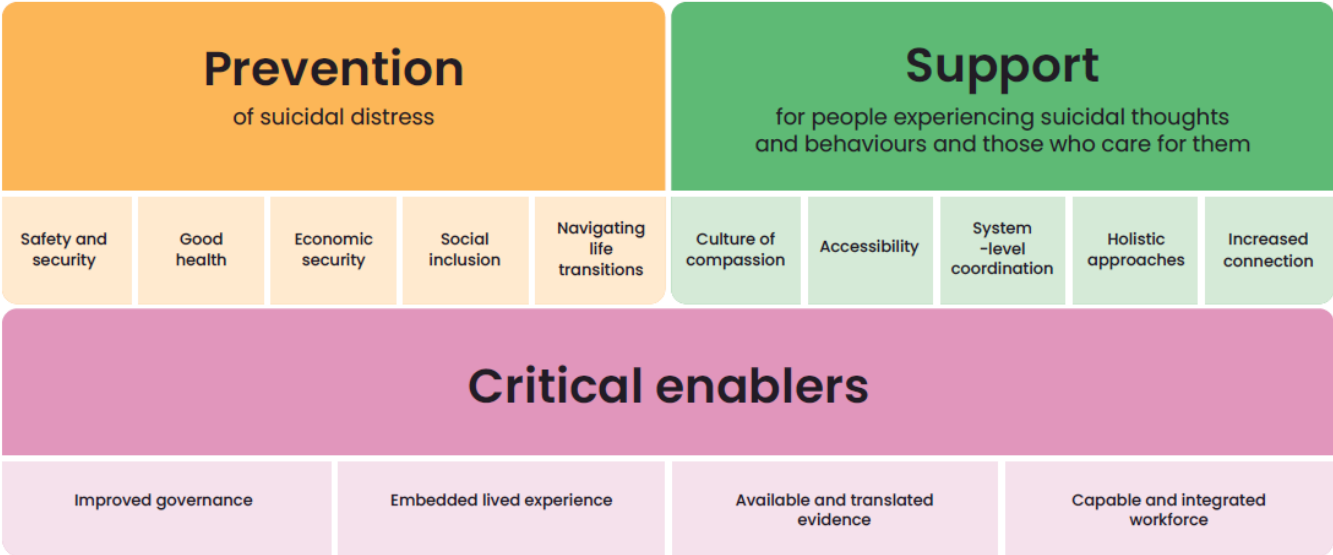 Prevention
of suicidal distress
Support
for people experiencing suicidal thoughts
and behaviours and those who care for them
Safety and
security
Good
health
Economic
security
Social
inclusion
Navigating
life
transitions
Culture of
compassion
Accessibility
System
-level
coordination
Holistic
approaches
Increased
connection
Critical enablers
Improved governance
Embedded lived experience
Available and translated
evidence
Capable and integrated
workforce